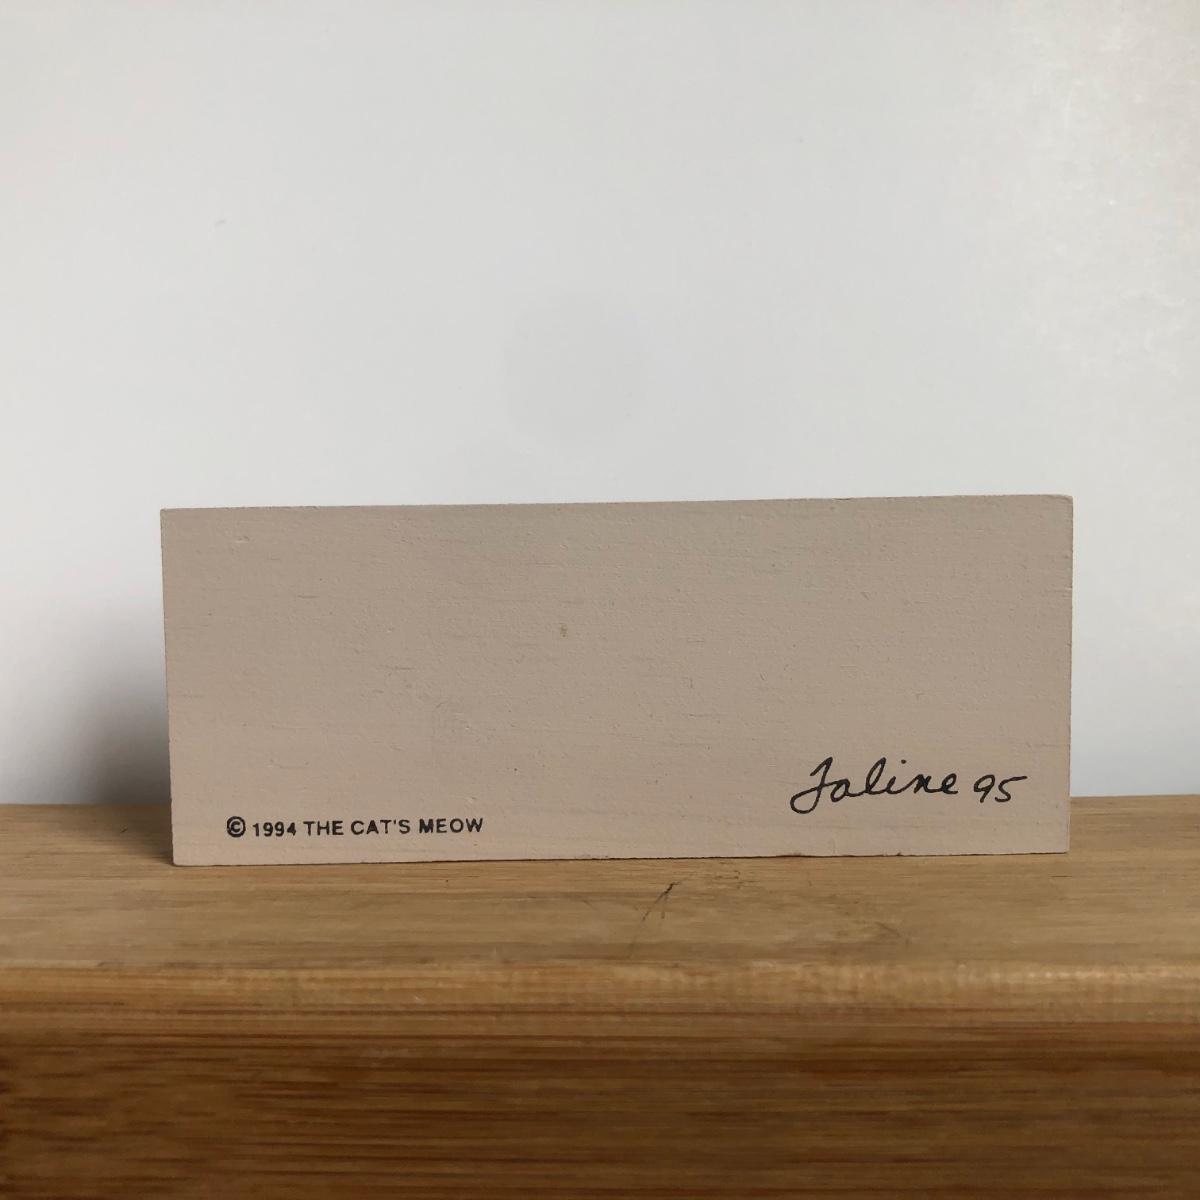 Faline 95
© 1994 THE CAT'S MEOW